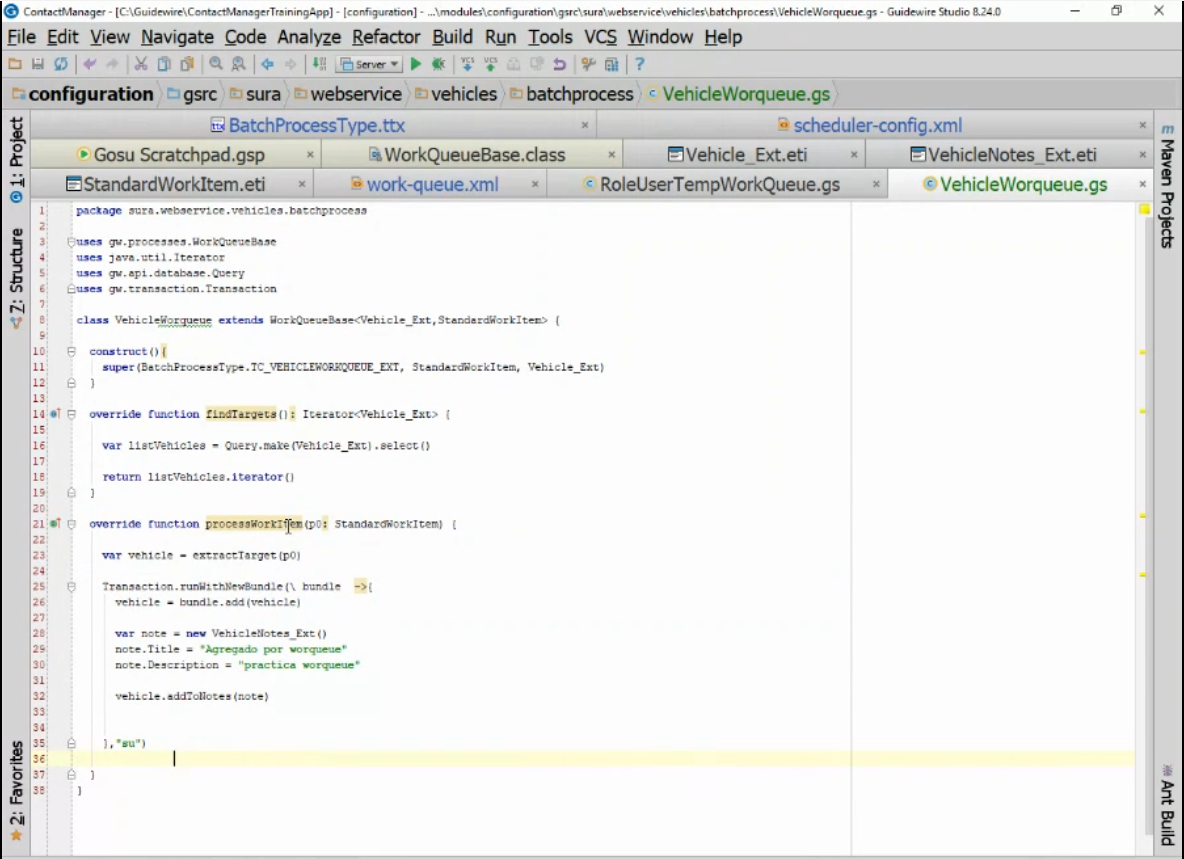 ContactManager - [C:\Guidewire\ContactManagerTrainingApp] - [configuration] - ...\modules\configuration\gsrc\sura\webservice\vehicles\batchprocess\VehicleWorqueue.gs - Guidewire Studio 8.24.0
File Edit View Navigate Code Analyze Refactor Build Run Tools VCS Window Help
Server
configuration gsrc sura webservice vehicles batchprocess VehicleWorqueue.gs
BatchProcessType.ttx scheduler-config.xml
Gosu Scratchpad.gsp WorkQueueBase.class Vehicle_Ext.eti VehicleNotes_Ext.eti
StandardWorkItem.eti work-queue.xml RoleUserTempWorkQueue.gs VehicleWorqueue.gs
1: Project
Z: Structure
2: Favorites
1 package sura.webservice.vehicles.batchprocess
2
3 uses gw.processes.WorkQueueBase
4 uses java.util.Iterator
5 uses gw.api.database.Query
6 uses gw.transaction.Transaction
7
8 class VehicleWorqueue extends WorkQueueBase<Vehicle_Ext,StandardWorkItem> {
9
10 construct(){
11 super(BatchProcessType.TC_VEHICLEWORKQUEUE_EXT, StandardWorkItem, Vehicle_Ext)
12 }
13
14 override function findTargets(): Iterator<Vehicle_Ext> {
15
16 var listVehicles = Query.make(Vehicle_Ext).select()
17
18 return listVehicles.iterator()
19 }
20
21 override function processWorkItem(p0: StandardWorkItem) {
22
23 var vehicle = extractTarget(p0)
24
25 Transaction.runWithNewBundle(\ bundle ->{
26 vehicle = bundle.add(vehicle)
27
28 var note = new VehicleNotes_Ext()
29 note.Title = "Agregado por worqueue"
30 note.Description = "practica worqueue"
31
32 vehicle.addToNotes(note)
33
34
35 },"su")
36
37 }
38 }
Maven Projects
Ant Build